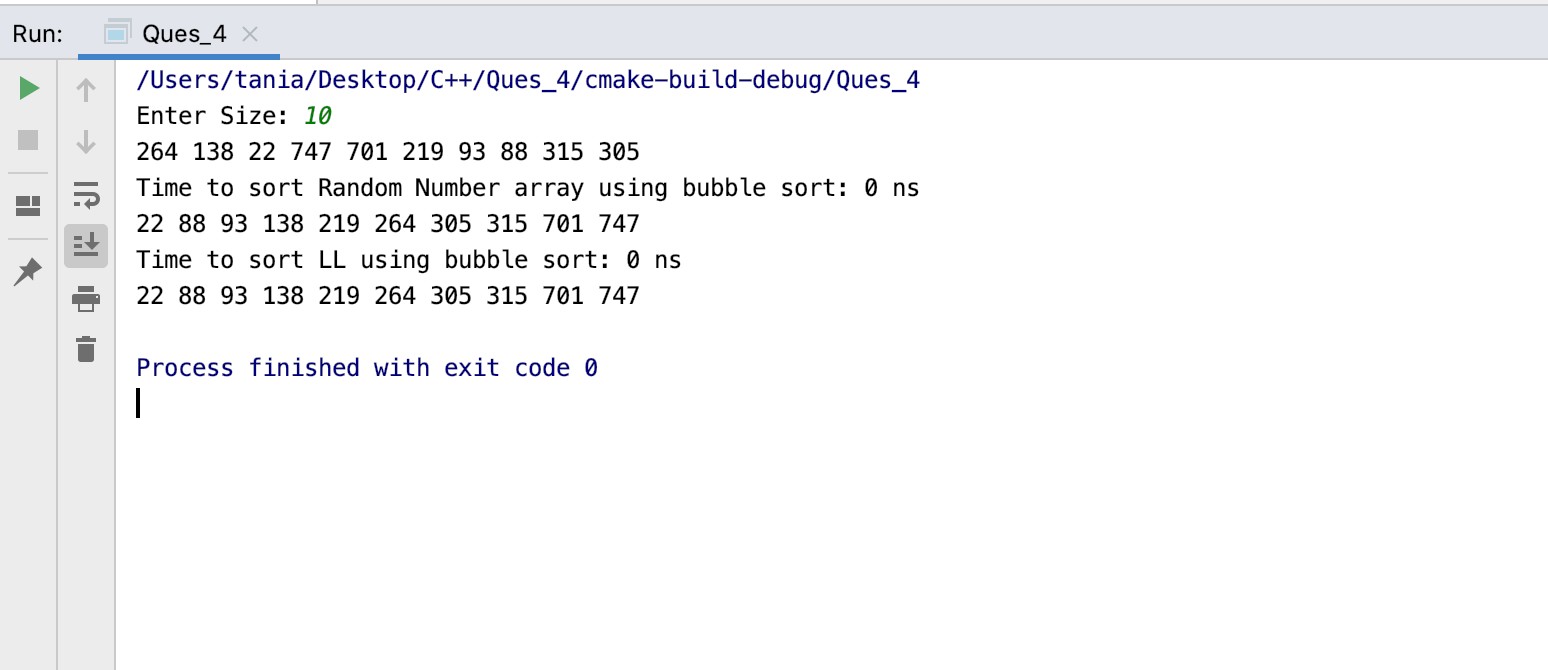 Run: Ques_4
/Users/tania/Desktop/C++/Ques_4/cmake-build-debug/Ques_4
Enter Size: 10
264 138 22 747 701 219 93 88 315 305
Time to sort Random Number array using bubble sort: 0 ns
22 88 93 138 219 264 305 315 701 747
Time to sort LL using bubble sort: 0 ns
22 88 93 138 219 264 305 315 701 747
Process finished with exit code 0